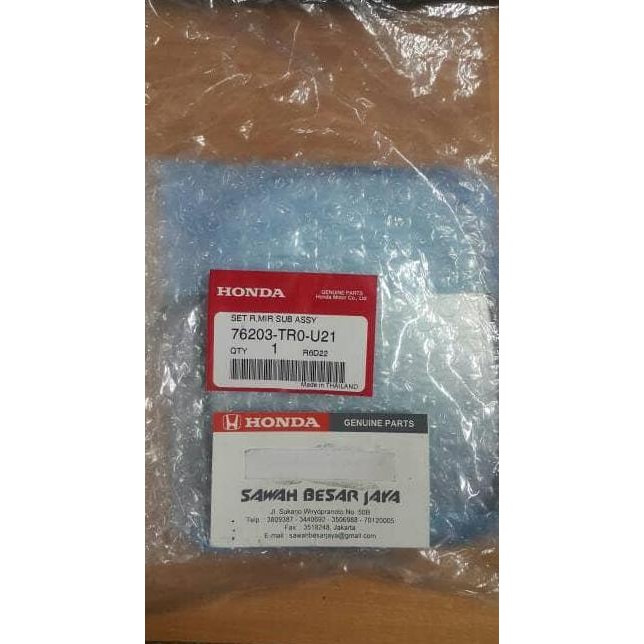 HONDA
GENUINE PARTS
Honda Motor Co., Ltd
SET R,MIR SUB ASSY
76203-TR0-U21
QTY 1 R6D22
Made in THAILAND
HONDA GENUINE PARTS
SAWAH BESAR JAYA
Jl. Sukarjo Wiryopranoto No. 50B
Telp : 3809387 - 3440692 - 3506988 - 70120005
Fax : 3518248, Jakarta
E-mail : sawahbesarjaya@gmail.com